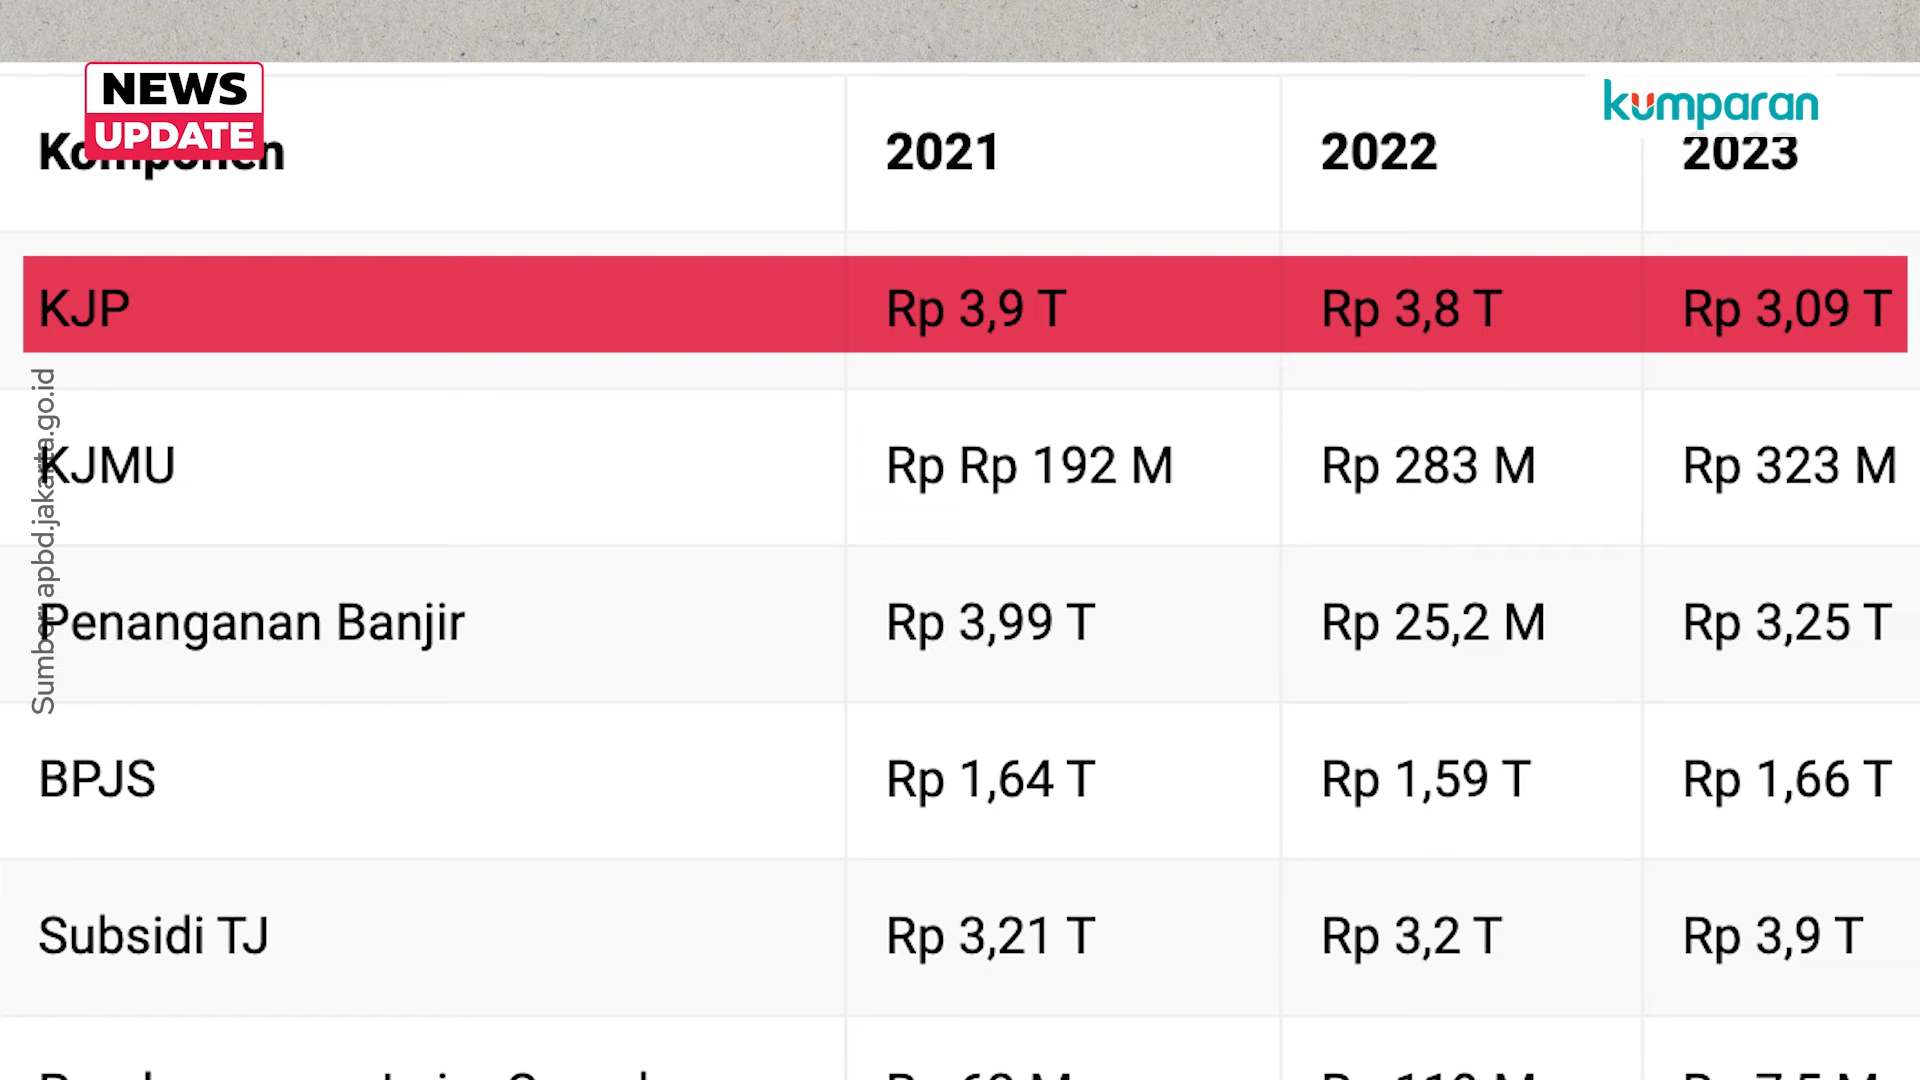 NEWS
UPDATE
kumparan
Komponen 2021 2022 2023
KJP Rp 3,9 T Rp 3,8 T Rp 3,09 T
KJMU Rp Rp 192 M Rp 283 M Rp 323 M
Penanganan Banjir Rp 3,99 T Rp 25,2 M Rp 3,25 T
BPJS Rp 1,64 T Rp 1,59 T Rp 1,66 T
Subsidi TJ Rp 3,21 T Rp 3,2 T Rp 3,9 T
Sumber: apbd.jakarta.go.id